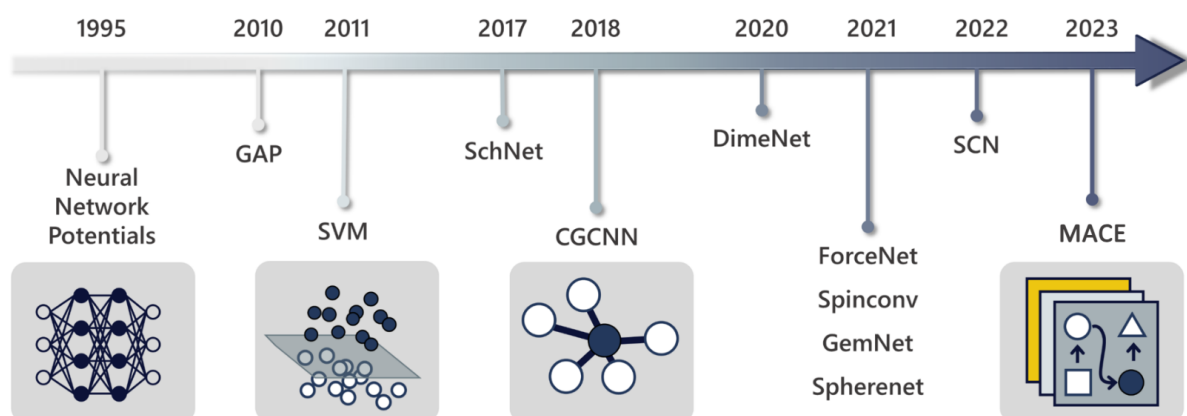 1995
2010
2011
2017
2018
2020
2021
2022
2023
Neural
Network
Potentials
GAP
SVM
SchNet
CGCNN
DimeNet
ForceNet
Spinconv
GemNet
Spherenet
SCN
MACE